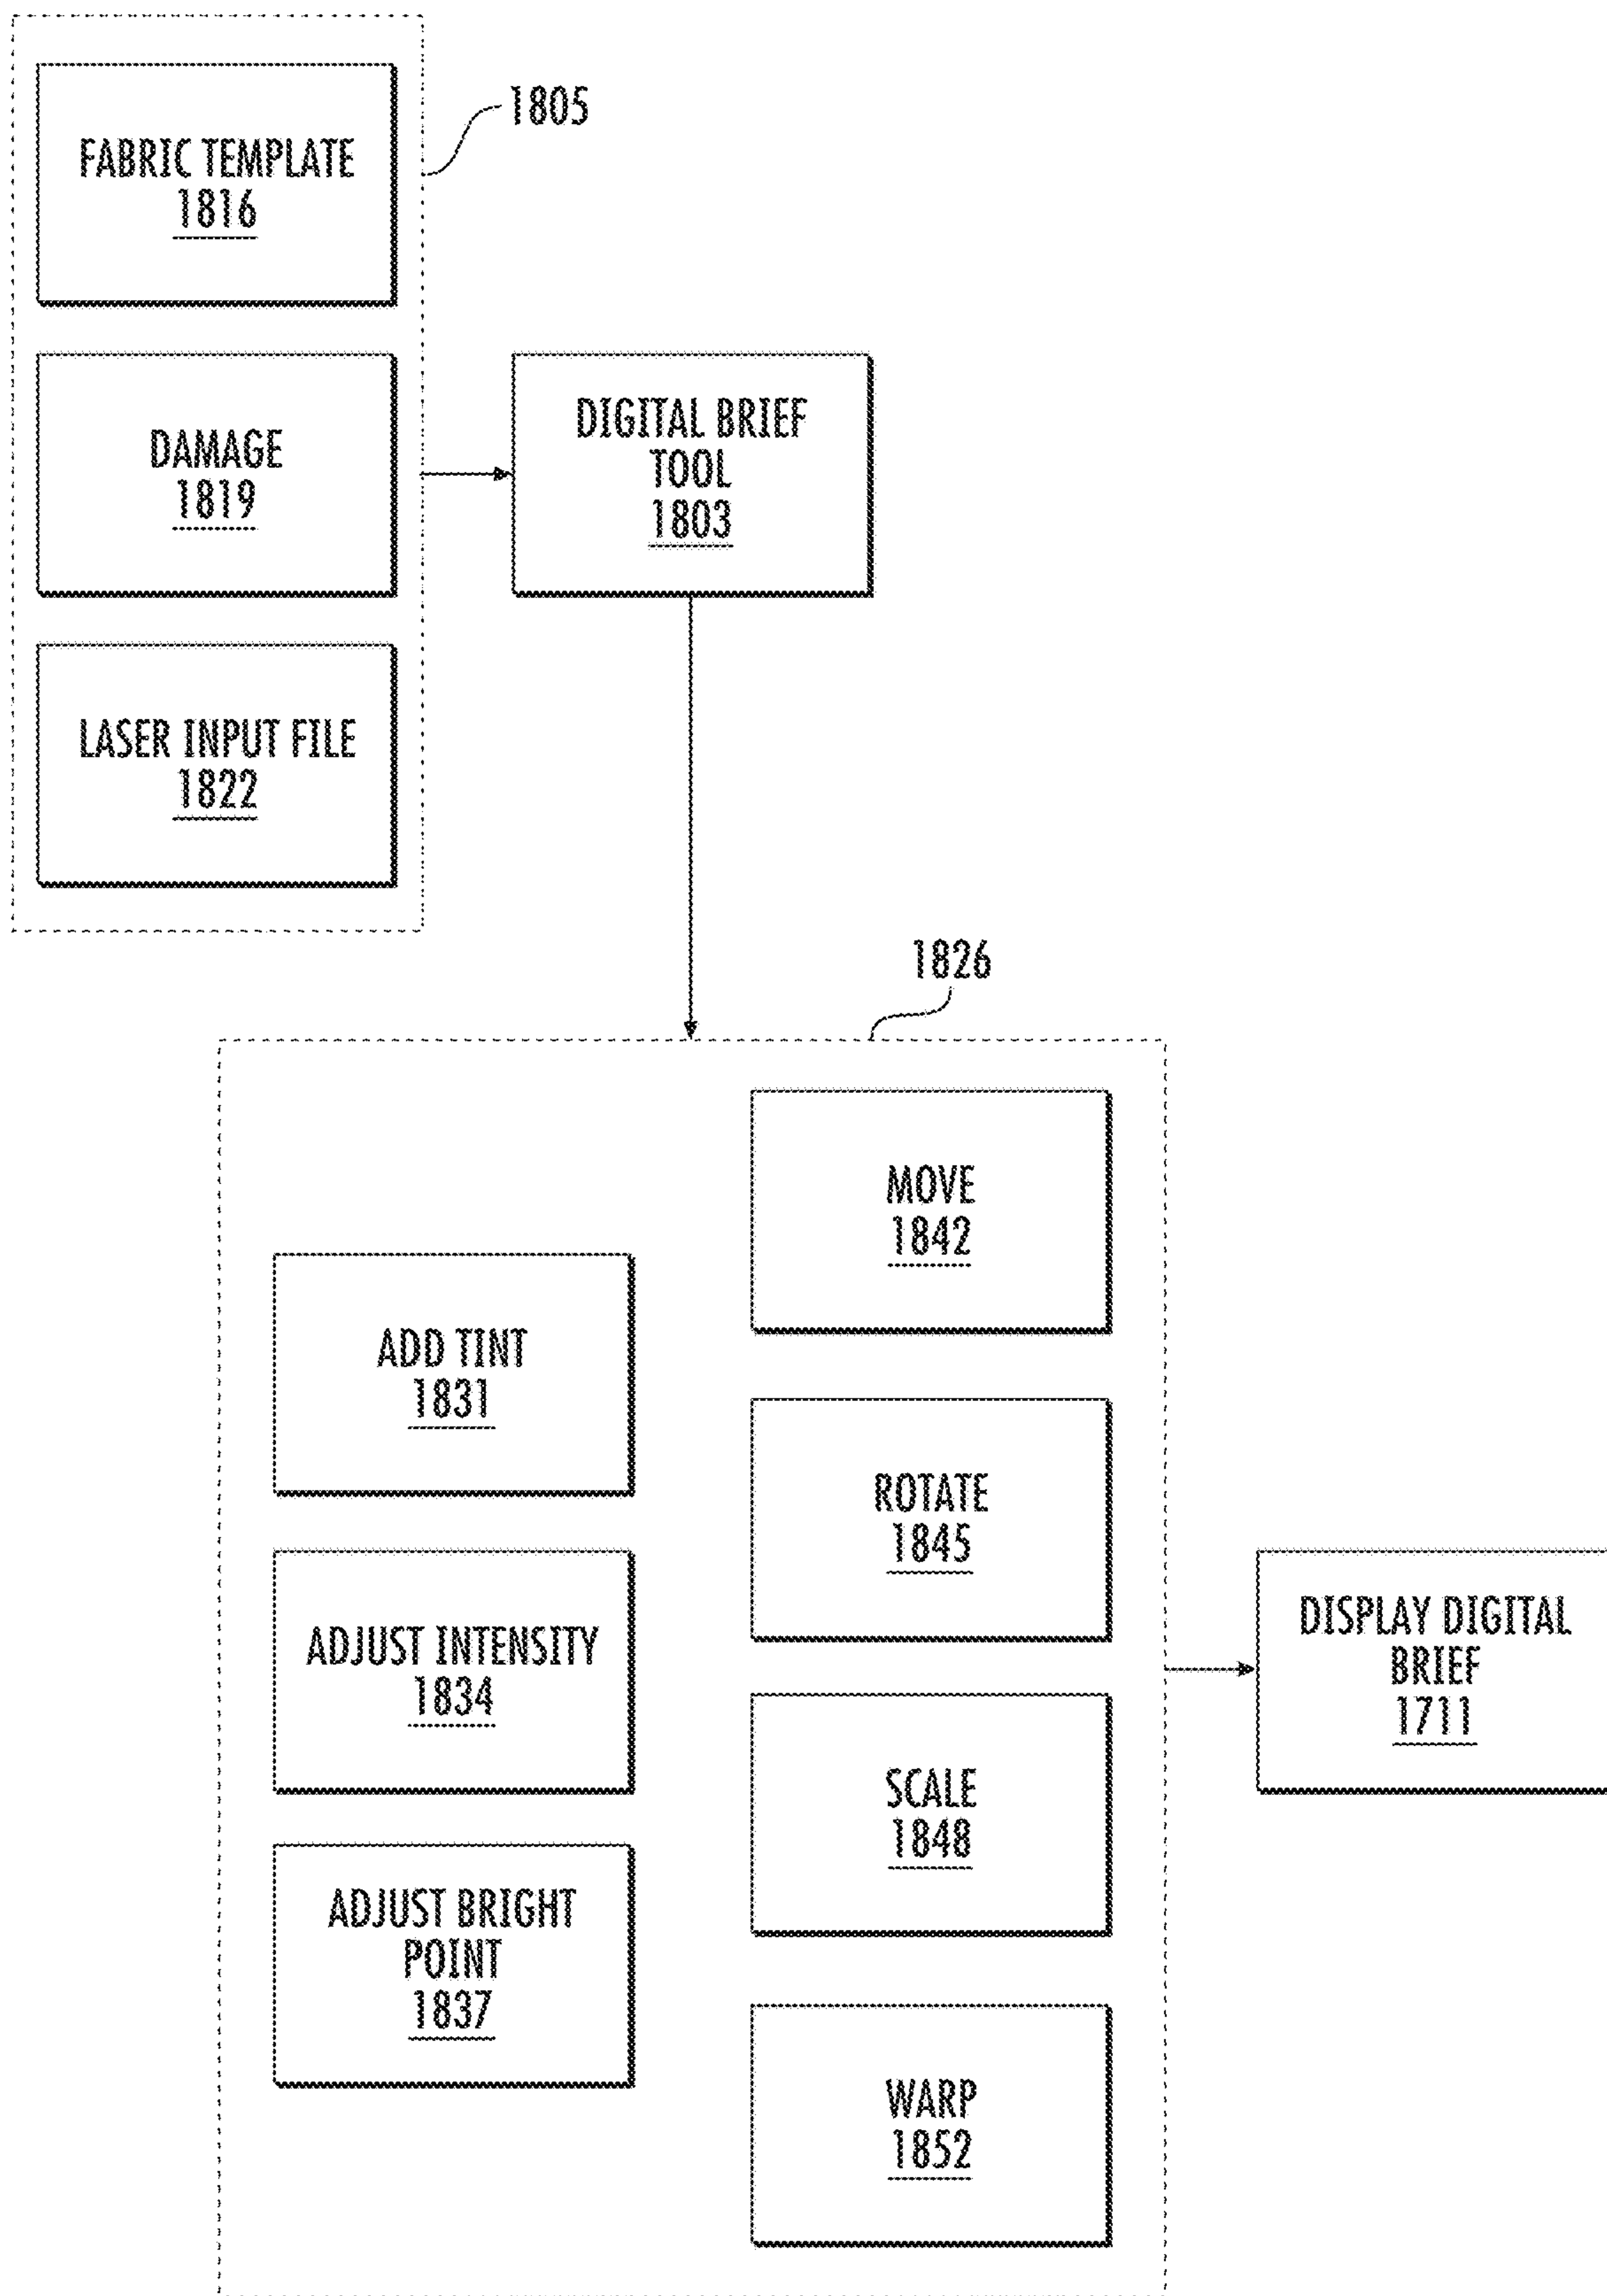 1805
FABRIC TEMPLATE
1816
DAMAGE
1819
LASER INPUT FILE
1822
DIGITAL BRIEF
TOOL
1803
1826
ADD TINT
1831
ADJUST INTENSITY
1834
ADJUST BRIGHT
POINT
1837
MOVE
1842
ROTATE
1845
SCALE
1848
WARP
1852
DISPLAY DIGITAL
BRIEF
1711